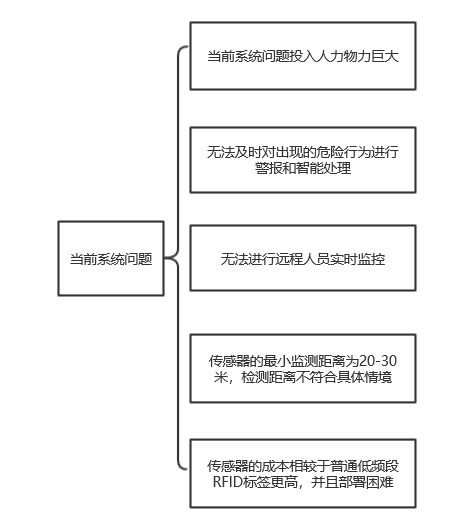 当前系统问题投入人力物力巨大
无法及时对出现的危险行为进行
警报和智能处理
当前系统问题
无法进行远程人员实时监控
传感器的最小监测距离为20-30
米，检测距离不符合具体情境
传感器的成本相较于普通低频段
RFID标签更高，并且部署困难